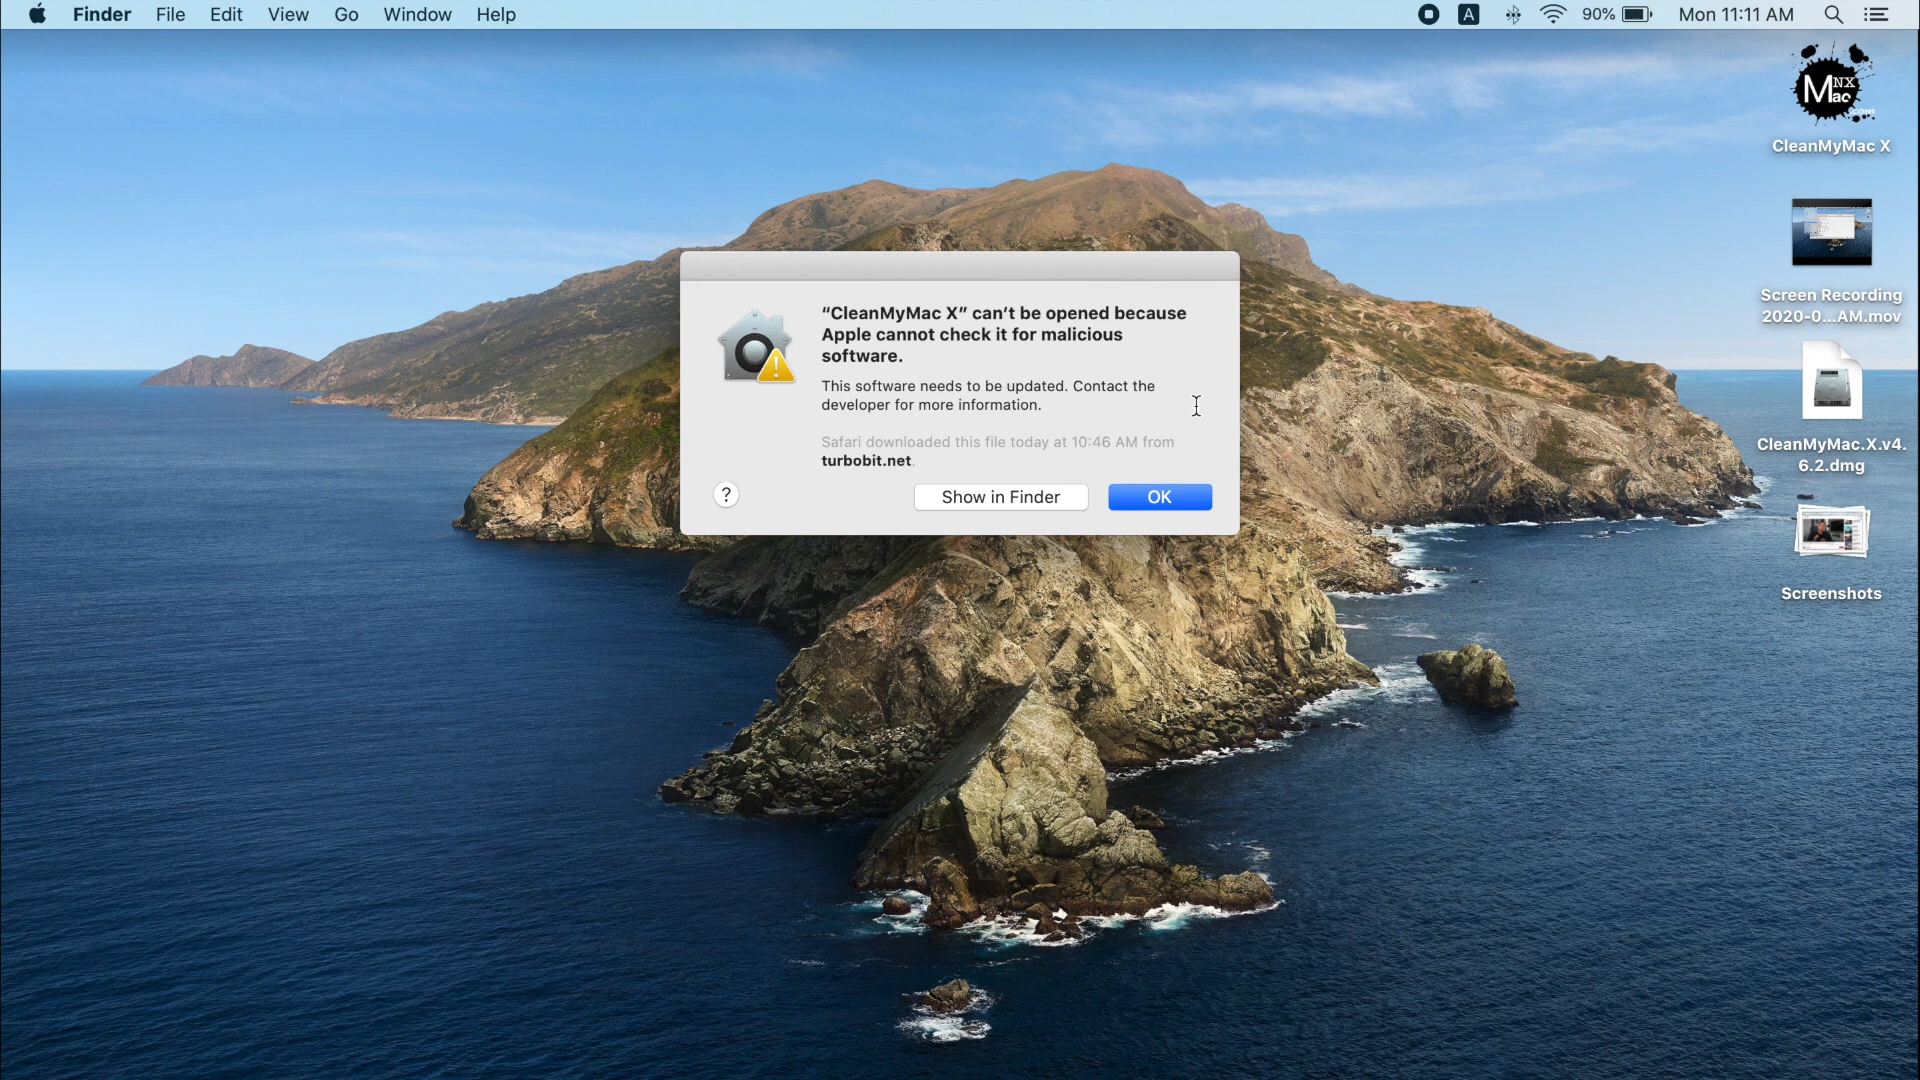 Finder File Edit View Go Window Help
A 90% Mon 11:11 AM
MNX
Mac
.com
CleanMyMac X
Screen Recording
2020-0...AM.mov
CleanMyMac.X.v4.
6.2.dmg
Screenshots
“CleanMyMac X” can’t be opened because
Apple cannot check it for malicious
software.
This software needs to be updated. Contact the
developer for more information.
Safari downloaded this file today at 10:46 AM from
turbobit.net.
? Show in Finder OK